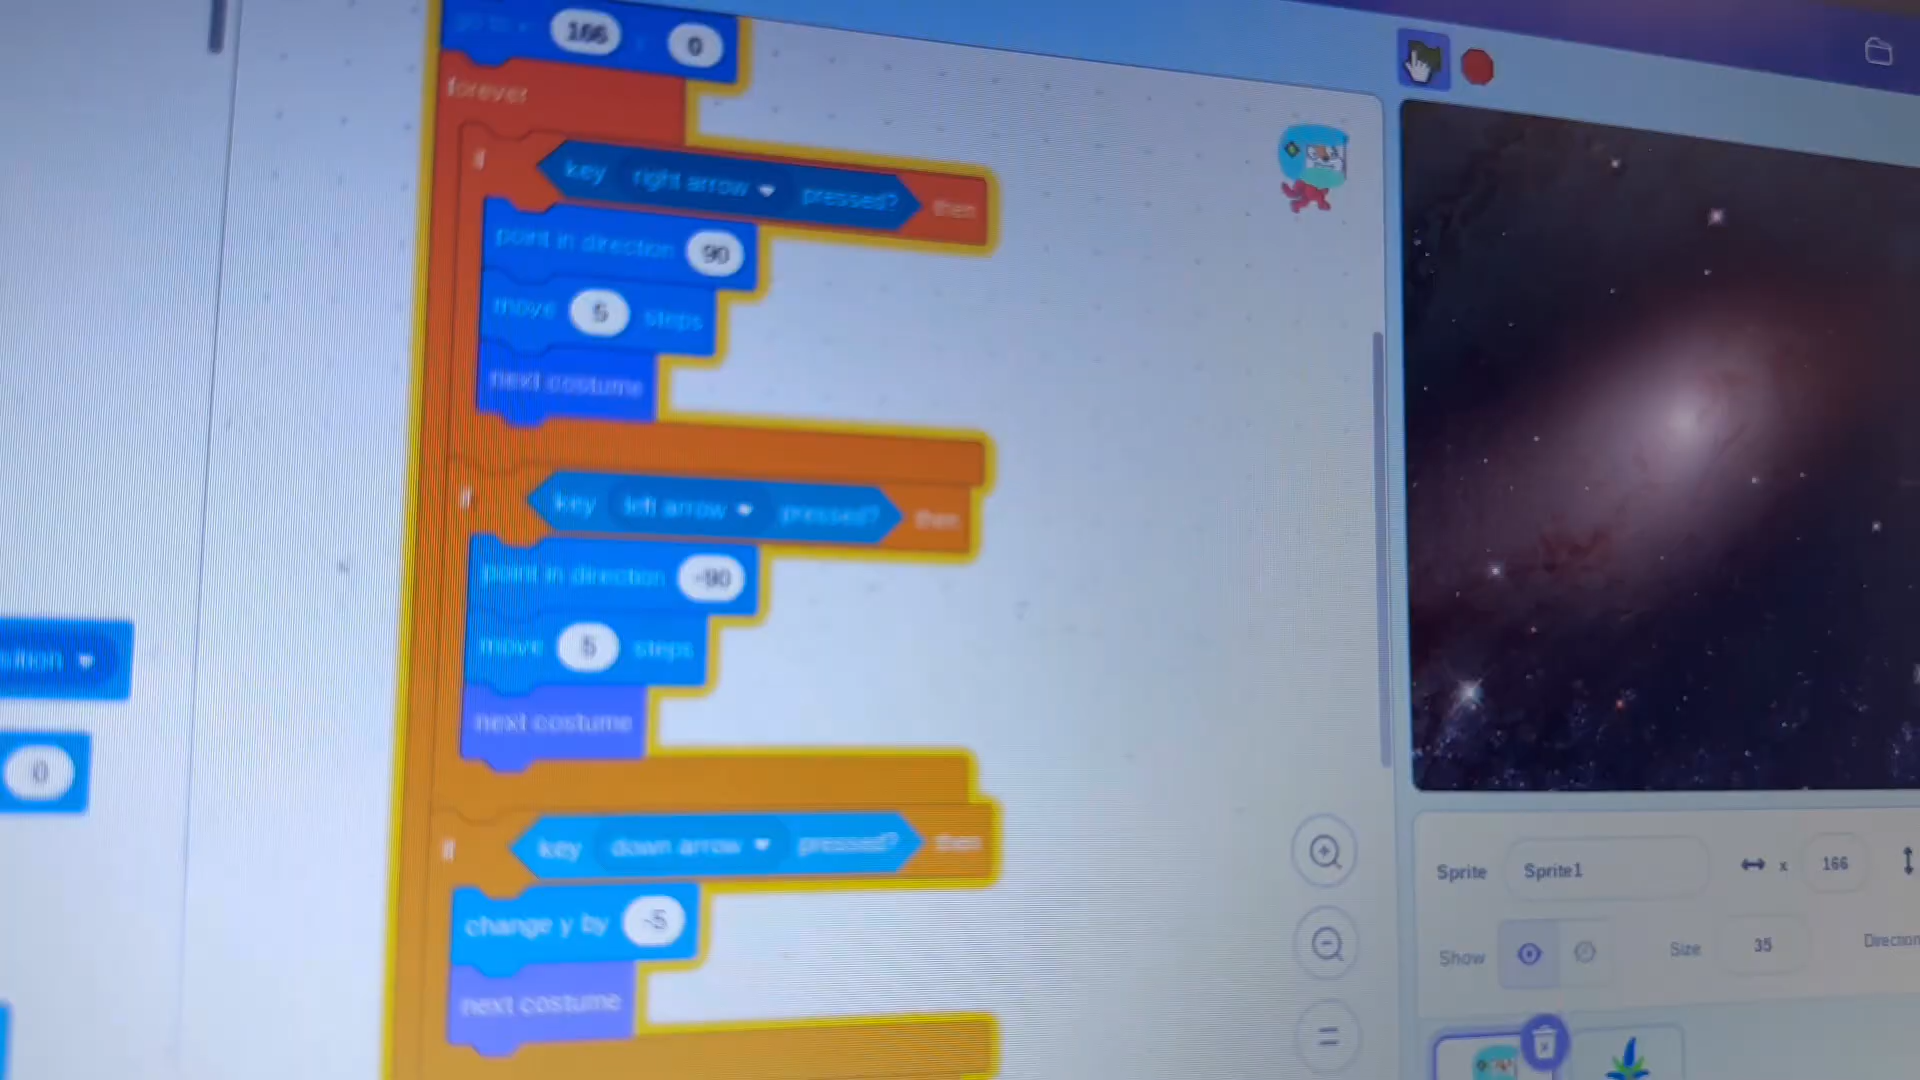 go to x 166 y 0
forever
if key right arrow pressed? then
point in direction 90
move 5 steps
next costume
if key left arrow pressed? then
point in direction -90
move 5 steps
next costume
if key down arrow pressed? then
change y by -5
next costume
0
Sprite Sprite1 x 166
Show Size 35 Direction